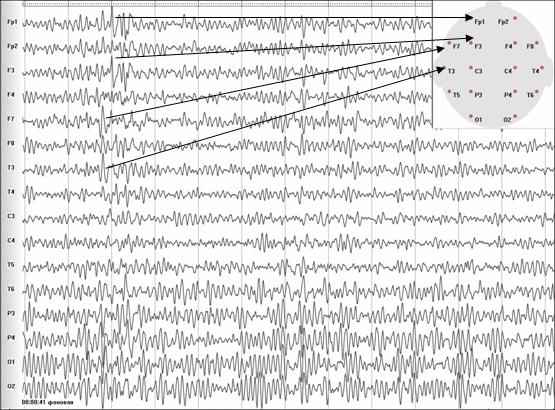 Fp1
Fp2
F3
F4
F7
F8
T3
T4
C3
C4
T5
T6
P3
P4
O1
O2
Fp1 Fp2
F7 F3 F4 F8
T3 C3 C4 T4
T5 P3 P4 T6
O1 O2
00:00:41 фоновая